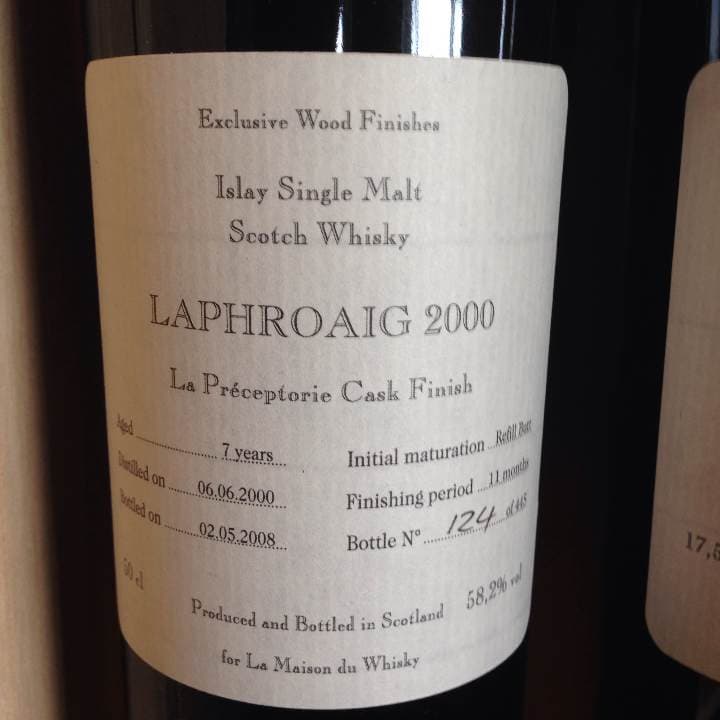 Exclusive Wood Finishes
Islay Single Malt
Scotch Whisky
LAPHROAIG 2000
La Préceptorie Cask Finish
Aged 7 years
Distilled on 06.06.2000
Bottled on 02.05.2008
Initial maturation Refill Butt
Finishing period 11 months
Bottle N° 124 of 445
50 cl
58,2% vol
Produced and Bottled in Scotland
for La Maison du Whisky
17,5